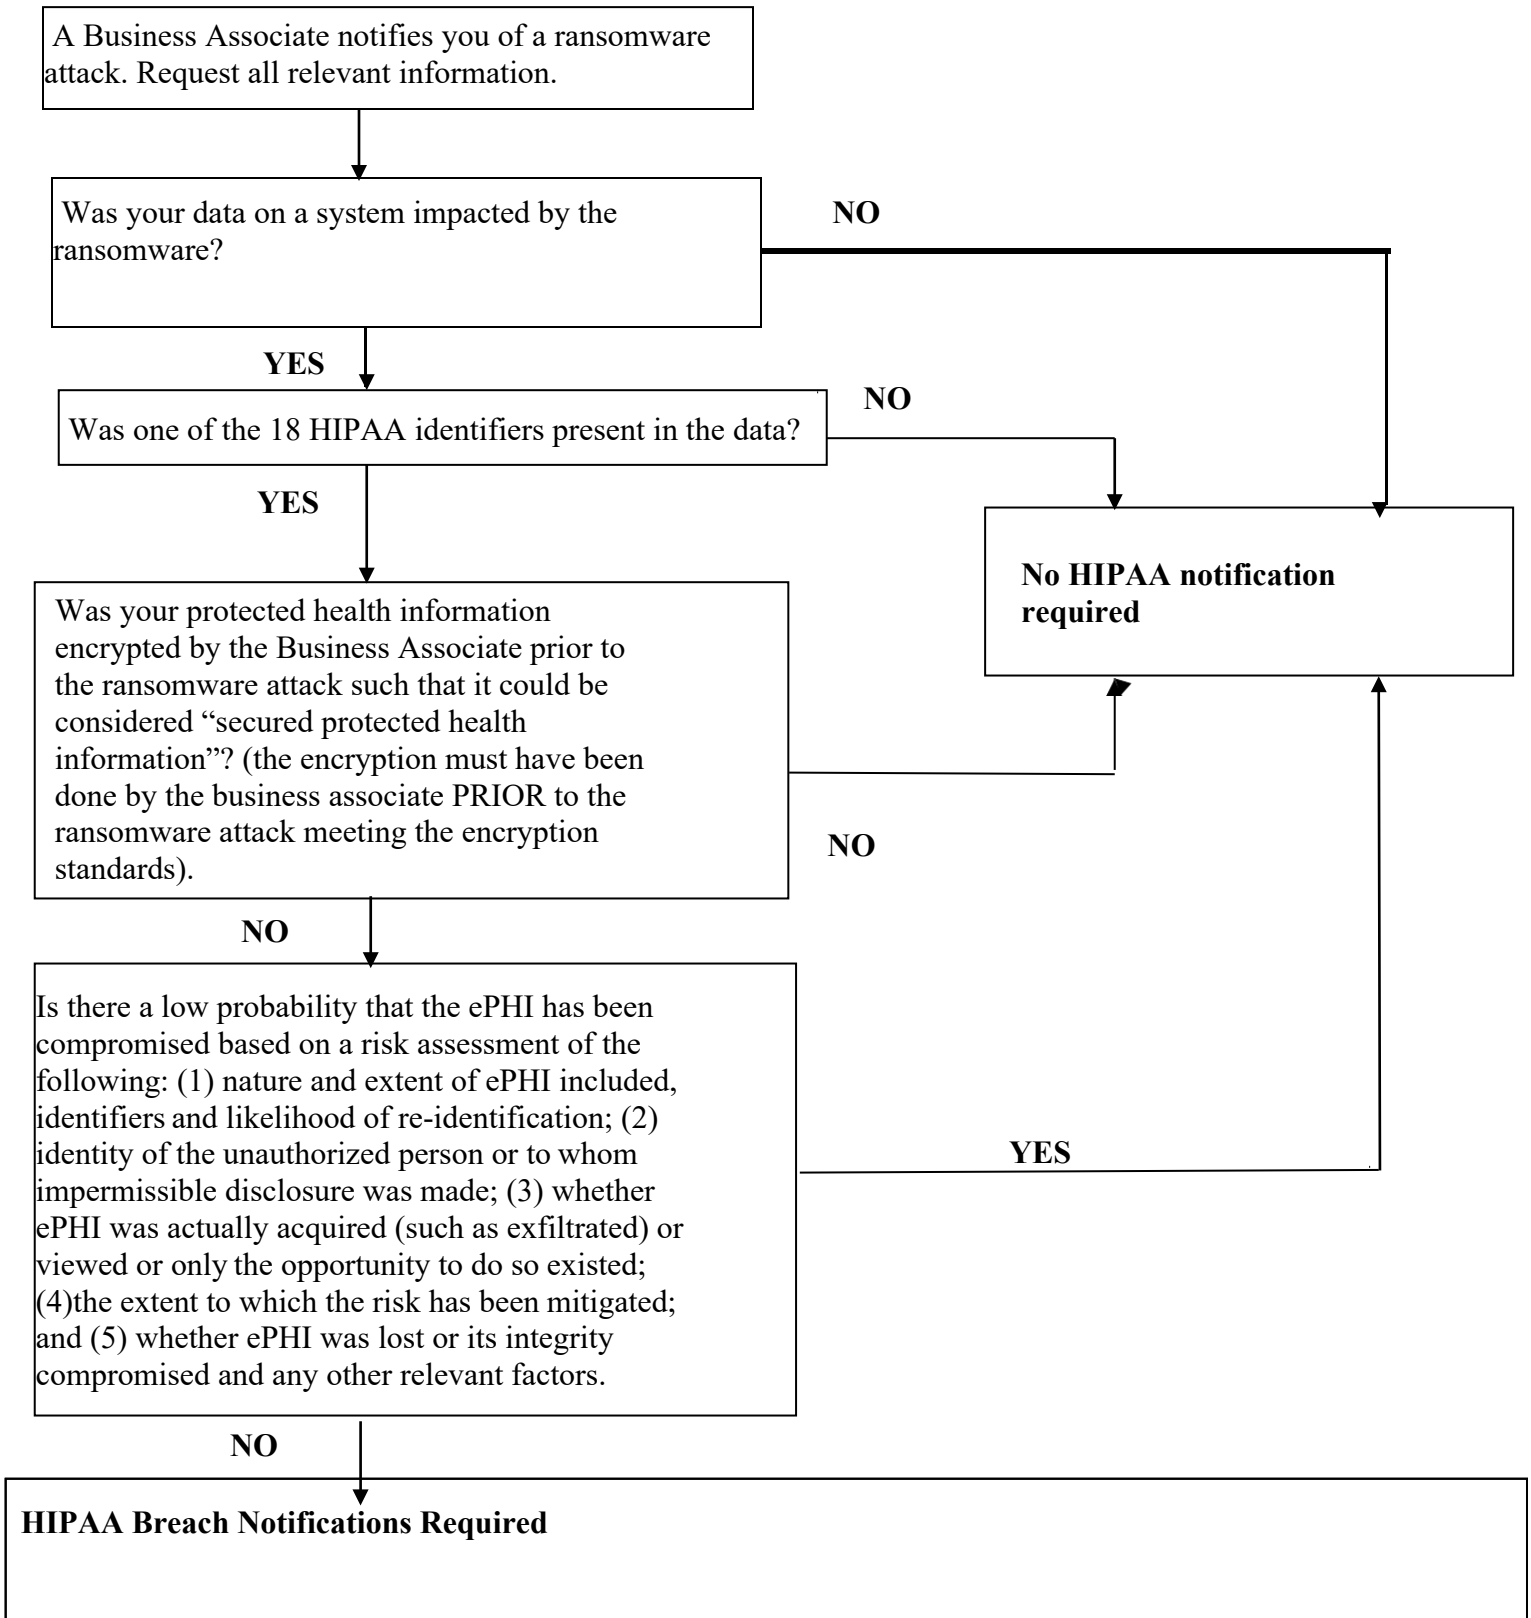 A Business Associate notifies you of a ransomware
attack. Request all relevant information.
Was your data on a system impacted by the
ransomware?
NO
YES
Was one of the 18 HIPAA identifiers present in the data?
NO
YES
No HIPAA notification
required
Was your protected health information
encrypted by the Business Associate prior to
the ransomware attack such that it could be
considered “secured protected health
information”? (the encryption must have been
done by the business associate PRIOR to the
ransomware attack meeting the encryption
standards).
NO
NO
Is there a low probability that the ePHI has been
compromised based on a risk assessment of the
following: (1) nature and extent of ePHI included,
identifiers and likelihood of re-identification; (2)
identity of the unauthorized person or to whom
impermissible disclosure was made; (3) whether
ePHI was actually acquired (such as exfiltrated) or
viewed or only the opportunity to do so existed;
(4)the extent to which the risk has been mitigated;
and (5) whether ePHI was lost or its integrity
compromised and any other relevant factors.
YES
NO
HIPAA Breach Notifications Required